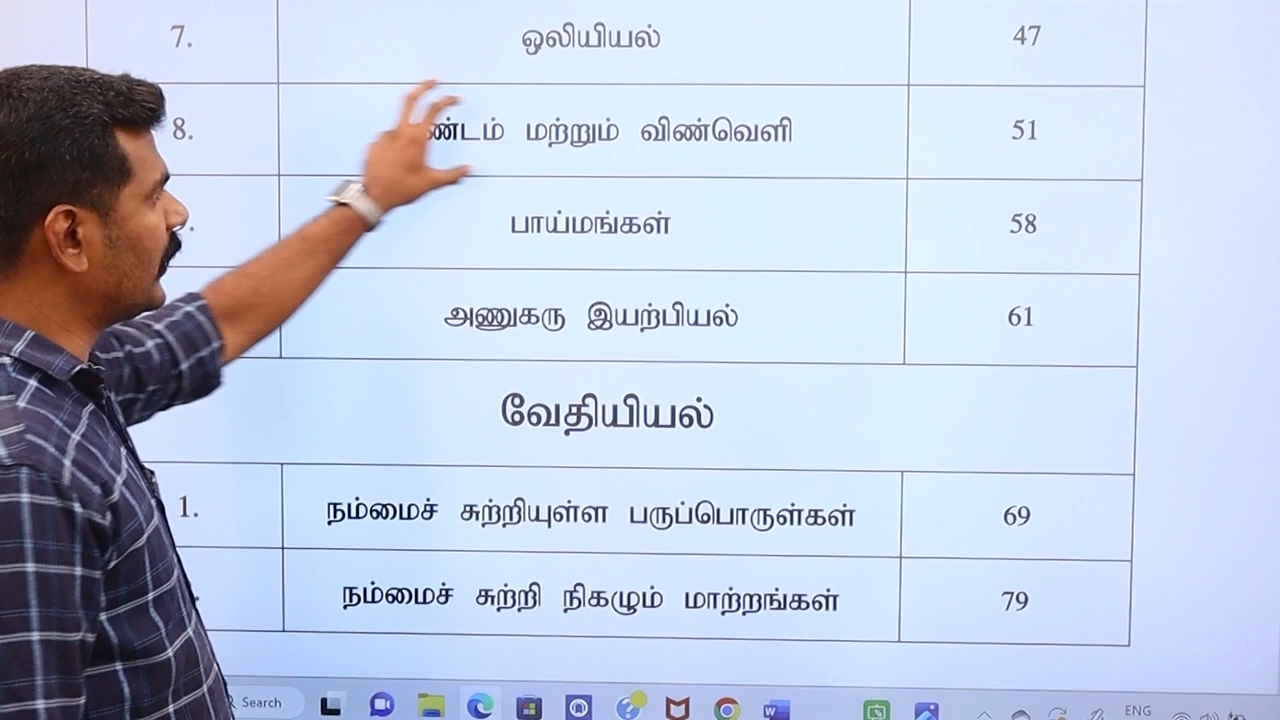 7. ஒலியியல் 47
8. மற்றும் விண்வெளி 51
பாய்மங்கள் 58
அணுகரு இயற்பியல் 61
வேதியியல்
1. நம்மைச் சுற்றியுள்ள பருப்பொருள்கள் 69
நம்மைச் சுற்றி நிகழும் மாற்றங்கள் 79
Search ENG